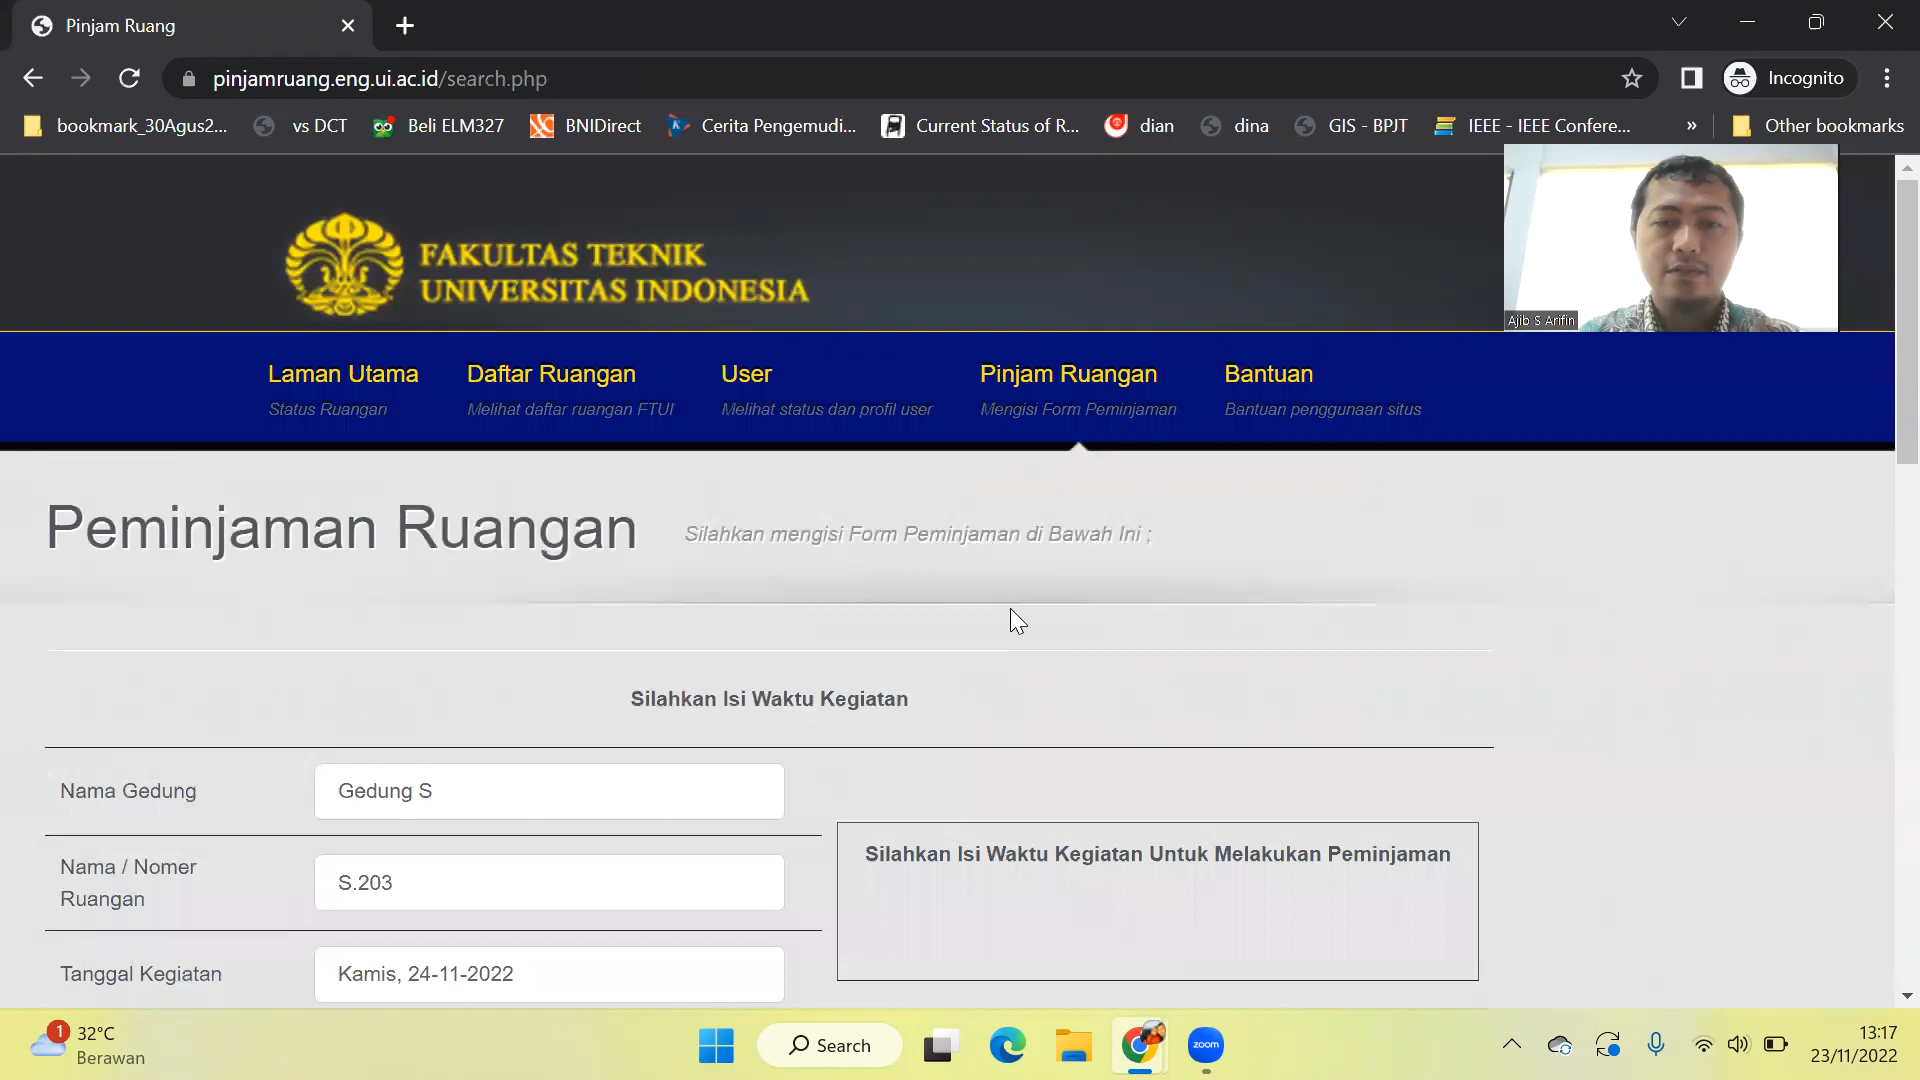 Pinjam Ruang
pinjamruang.eng.ui.ac.id/search.php
Incognito
bookmark_30Agus2...
vs DCT
Beli ELM327
BNIDirect
Cerita Pengemudi...
Current Status of R...
dian
dina
GIS - BPJT
IEEE - IEEE Confere...
»
Other bookmarks
FAKULTAS TEKNIK
UNIVERSITAS INDONESIA
Ajib S Arifin
Laman Utama
Status Ruangan
Daftar Ruangan
Melihat daftar ruangan FTUI
User
Melihat status dan profil user
Pinjam Ruangan
Mengisi Form Peminjaman
Bantuan
Bantuan penggunaan situs
Peminjaman Ruangan
Silahkan mengisi Form Peminjaman di Bawah Ini ;
Silahkan Isi Waktu Kegiatan
Nama Gedung
Gedung S
Nama / Nomer
Ruangan
S.203
Tanggal Kegiatan
Kamis, 24-11-2022
Silahkan Isi Waktu Kegiatan Untuk Melakukan Peminjaman
1
32°C
Berawan
Search
zoom
13:17
23/11/2022